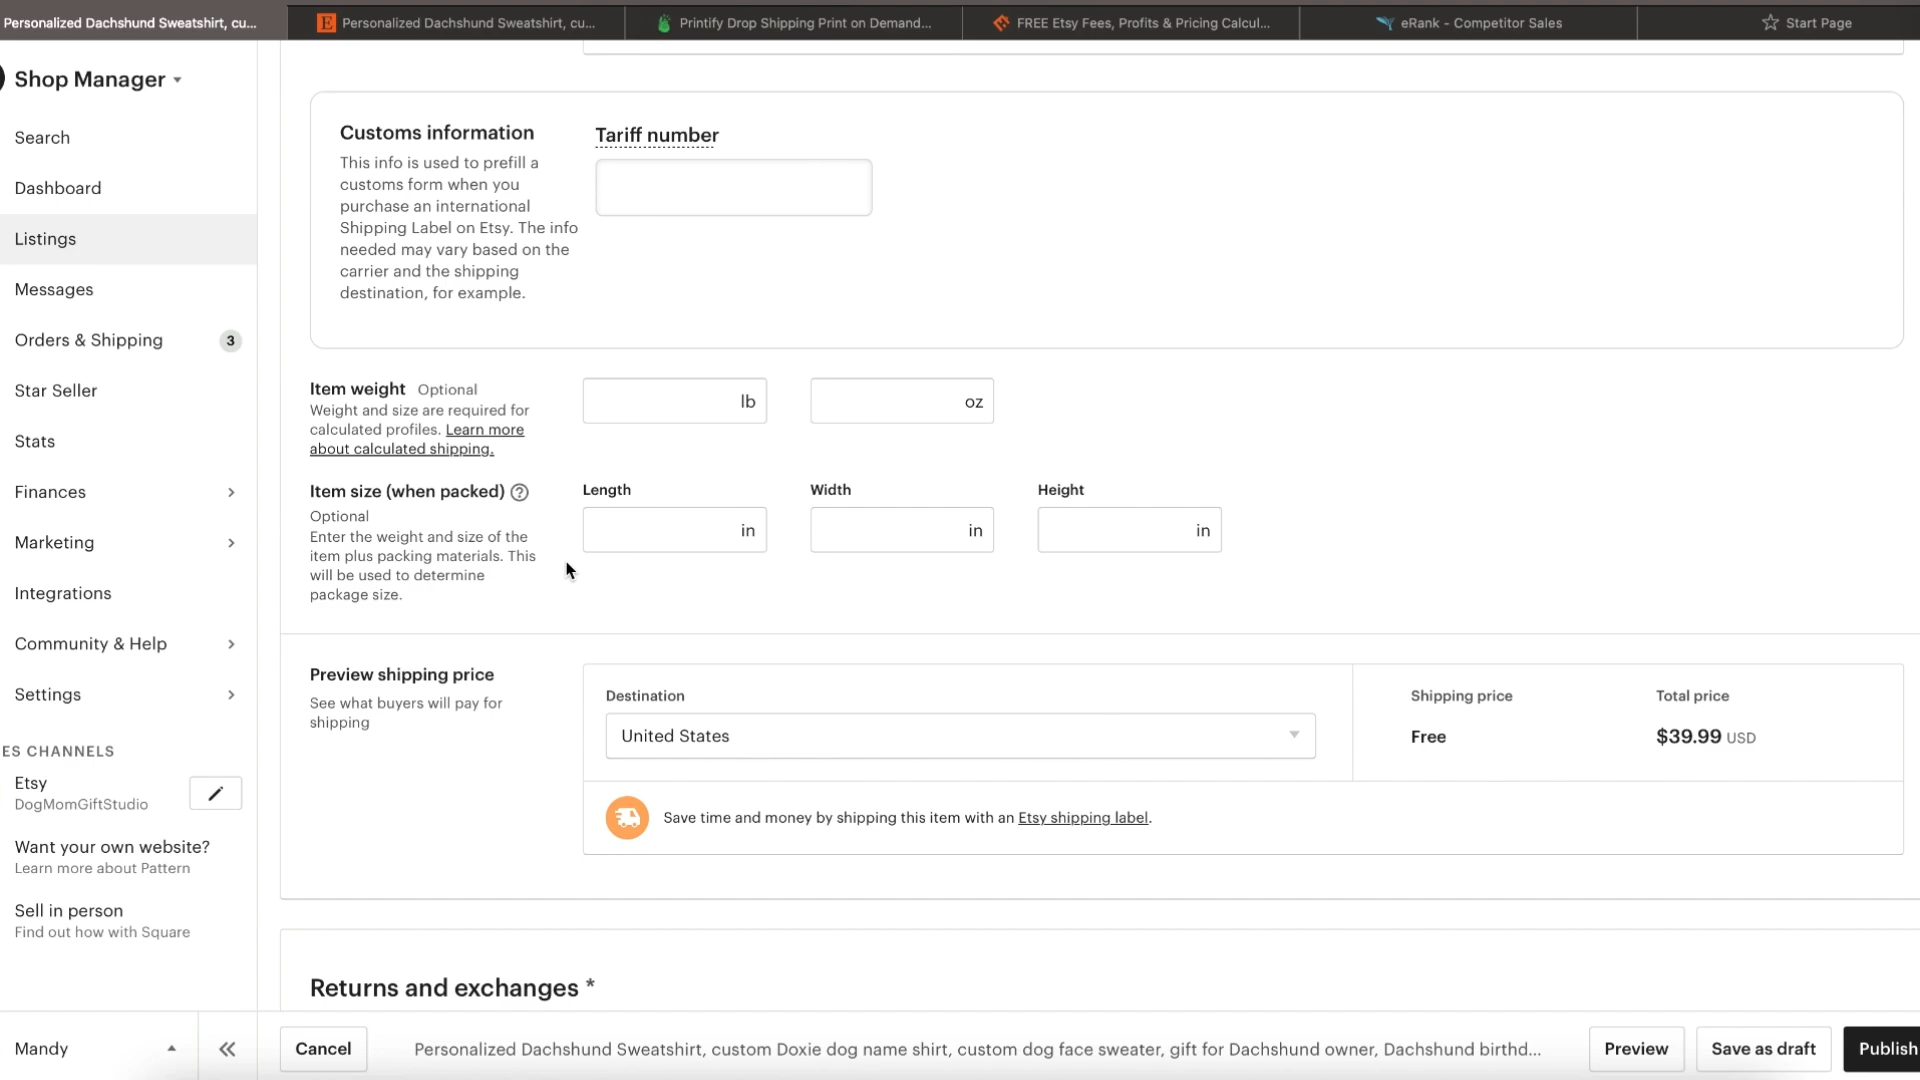 Personalized Dachshund Sweatshirt, cu...
Personalized Dachshund Sweatshirt, cu...
Printify Drop Shipping Print on Demand...
FREE Etsy Fees, Profits & Pricing Calcul...
eRank - Competitor Sales
Start Page
Shop Manager
Search
Dashboard
Listings
Messages
Orders & Shipping 3
Star Seller
Stats
Finances
Marketing
Integrations
Community & Help
Settings
ES CHANNELS
Etsy
DogMomGiftStudio
Want your own website?
Learn more about Pattern
Sell in person
Find out how with Square
Mandy
Customs information
This info is used to prefill a
customs form when you
purchase an international
Shipping Label on Etsy. The info
needed may vary based on the
carrier and the shipping
destination, for example.
Tariff number
Item weight Optional
Weight and size are required for
calculated profiles. Learn more
about calculated shipping.
lb
oz
Item size (when packed) ?
Optional
Enter the weight and size of the
item plus packing materials. This
will be used to determine
package size.
Length
in
Width
in
Height
in
Preview shipping price
See what buyers will pay for
shipping
Destination
United States
Shipping price
Free
Total price
$39.99 USD
Save time and money by shipping this item with an Etsy shipping label.
Returns and exchanges *
Cancel
Personalized Dachshund Sweatshirt, custom Doxie dog name shirt, custom dog face sweater, gift for Dachshund owner, Dachshund birthd...
Preview
Save as draft
Publish